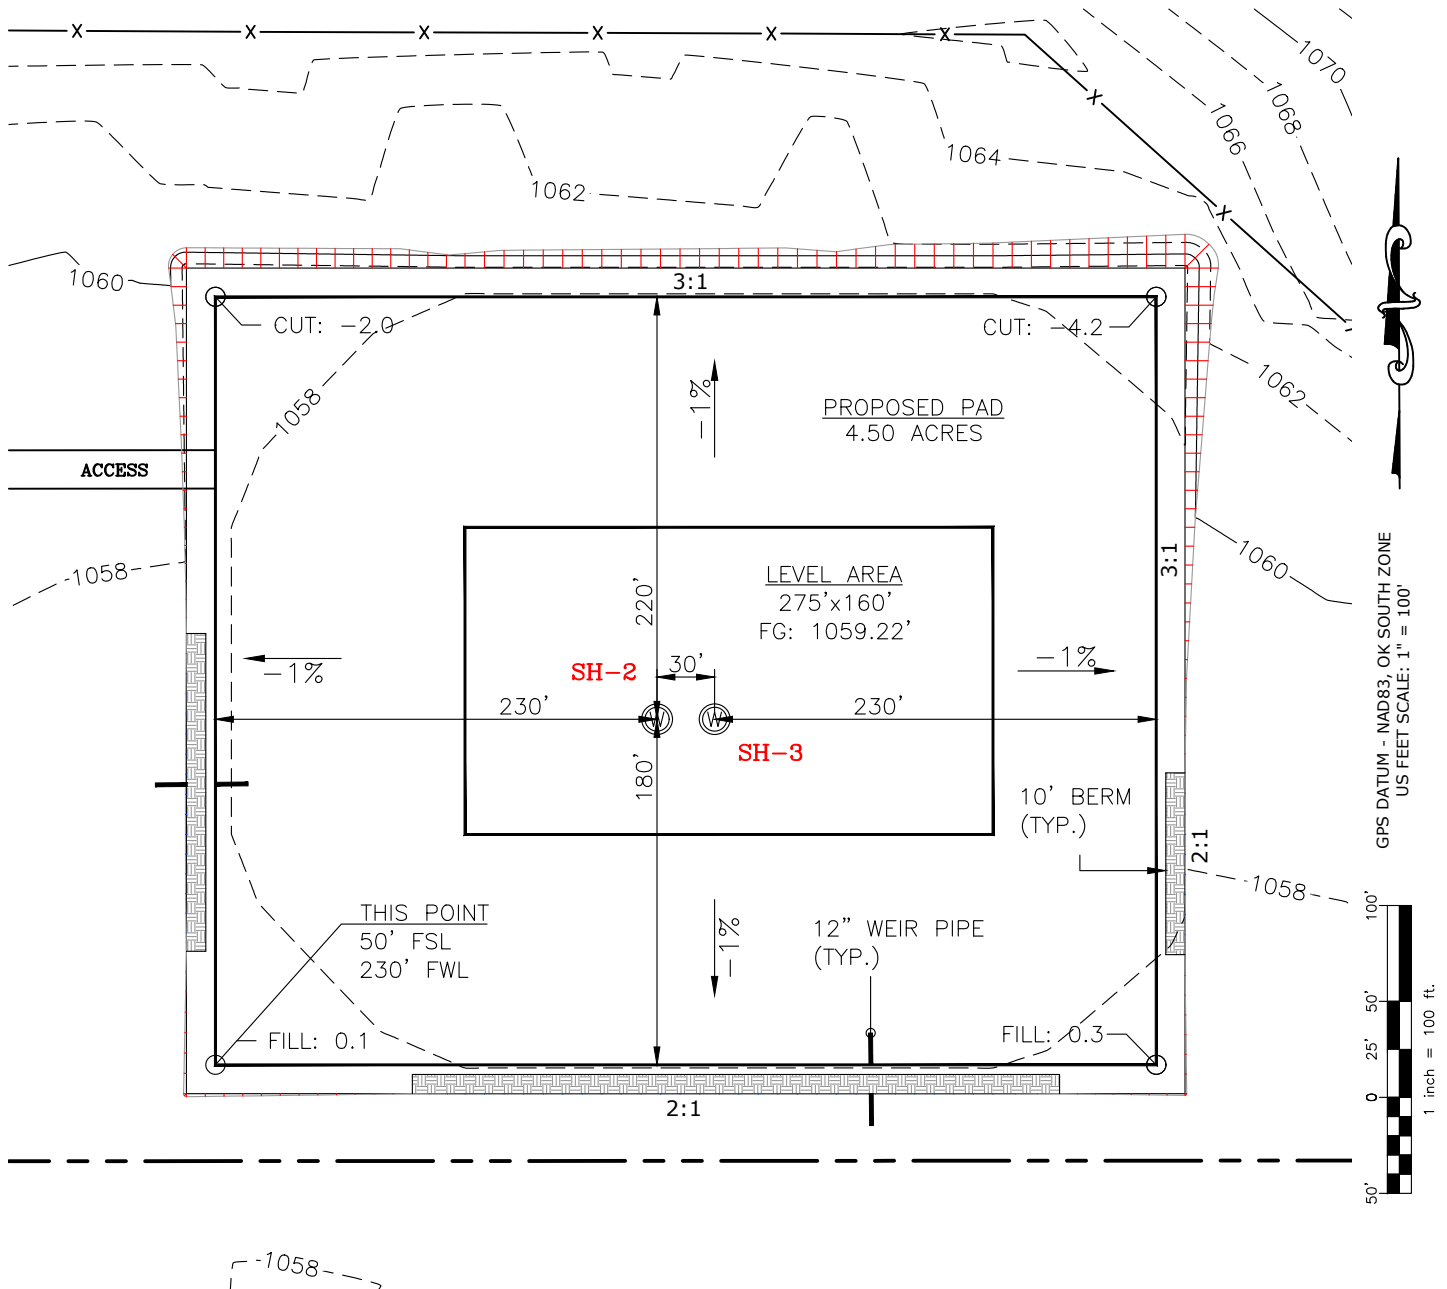 X X X X X X
1070
X
1068
1066
1064
1062
X
1060
3:1
CUT: -2.0
CUT: -4.2
1058
-1%
1062
PROPOSED PAD
4.50 ACRES
ACCESS
1058
3:1
1060
LEVEL AREA
275'x160'
FG: 1059.22'
220'
-1%
SH-2
30'
-1%
230'
W
W
230'
SH-3
180'
10' BERM
(TYP.)
2:1
1058
THIS POINT
50' FSL
230' FWL
-1%
12" WEIR PIPE
(TYP.)
FILL: 0.1
FILL: 0.3
2:1
1058
GPS DATUM - NAD83, OK SOUTH ZONE
US FEET SCALE: 1" = 100'
100'
50'
25'
0
50'
1 inch = 100 ft.